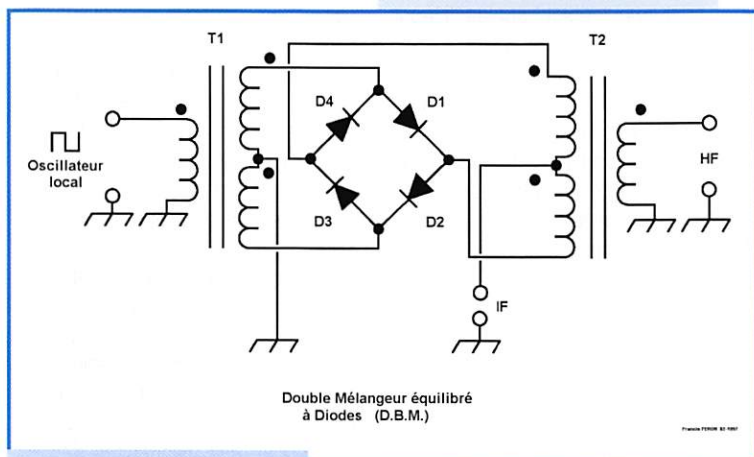 T1
T2
D4
D1
Oscillateur
local
HF
D3
D2
IF
Double Mélangeur équilibré
à Diodes (D.B.M.)